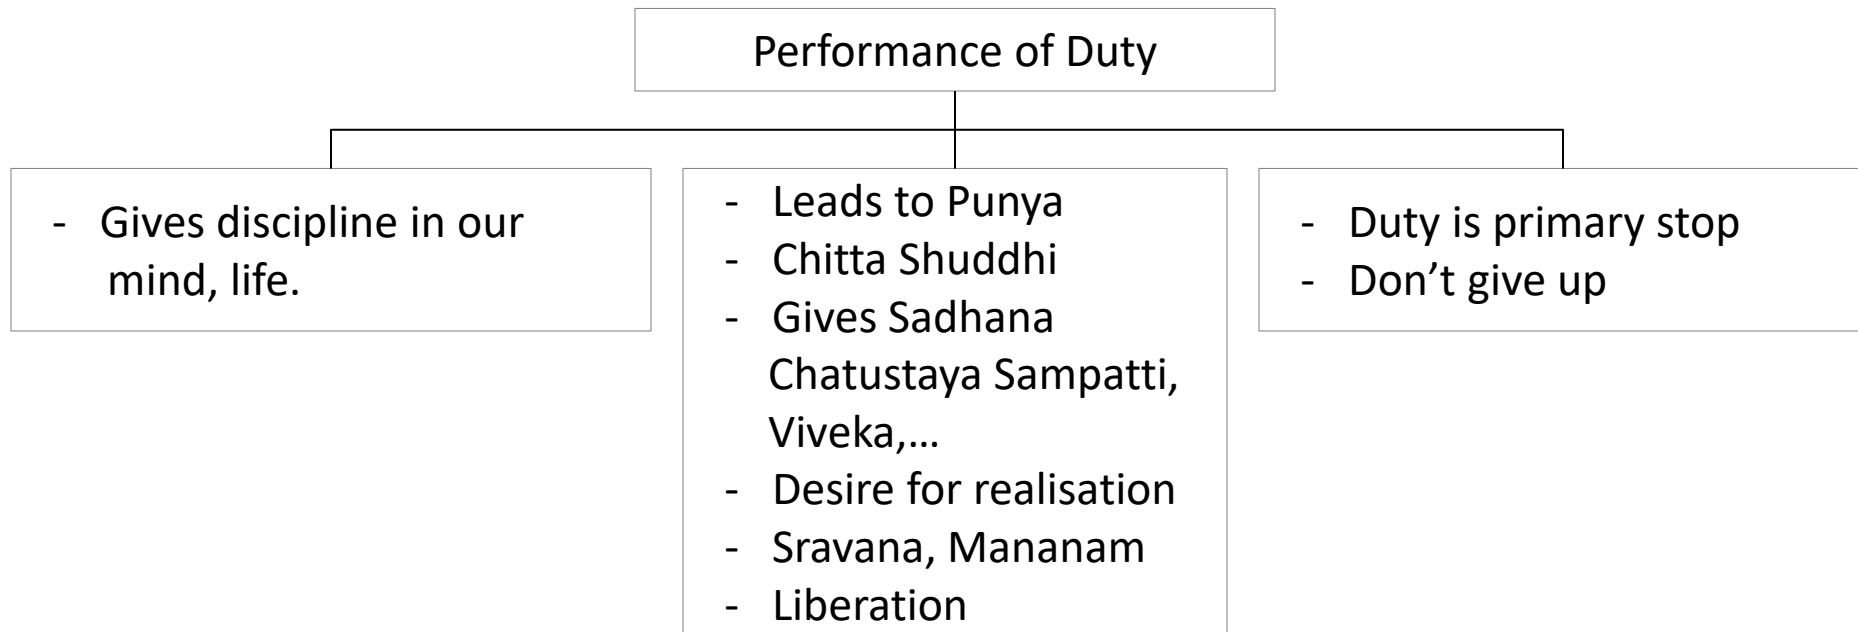 Performance of Duty
- Gives discipline in our
mind, life.
- Leads to Punya
- Chitta Shuddhi
- Gives Sadhana
Chatustaya Sampatti,
Viveka,…
- Desire for realisation
- Sravana, Mananam
- Liberation
- Duty is primary stop
- Don’t give up